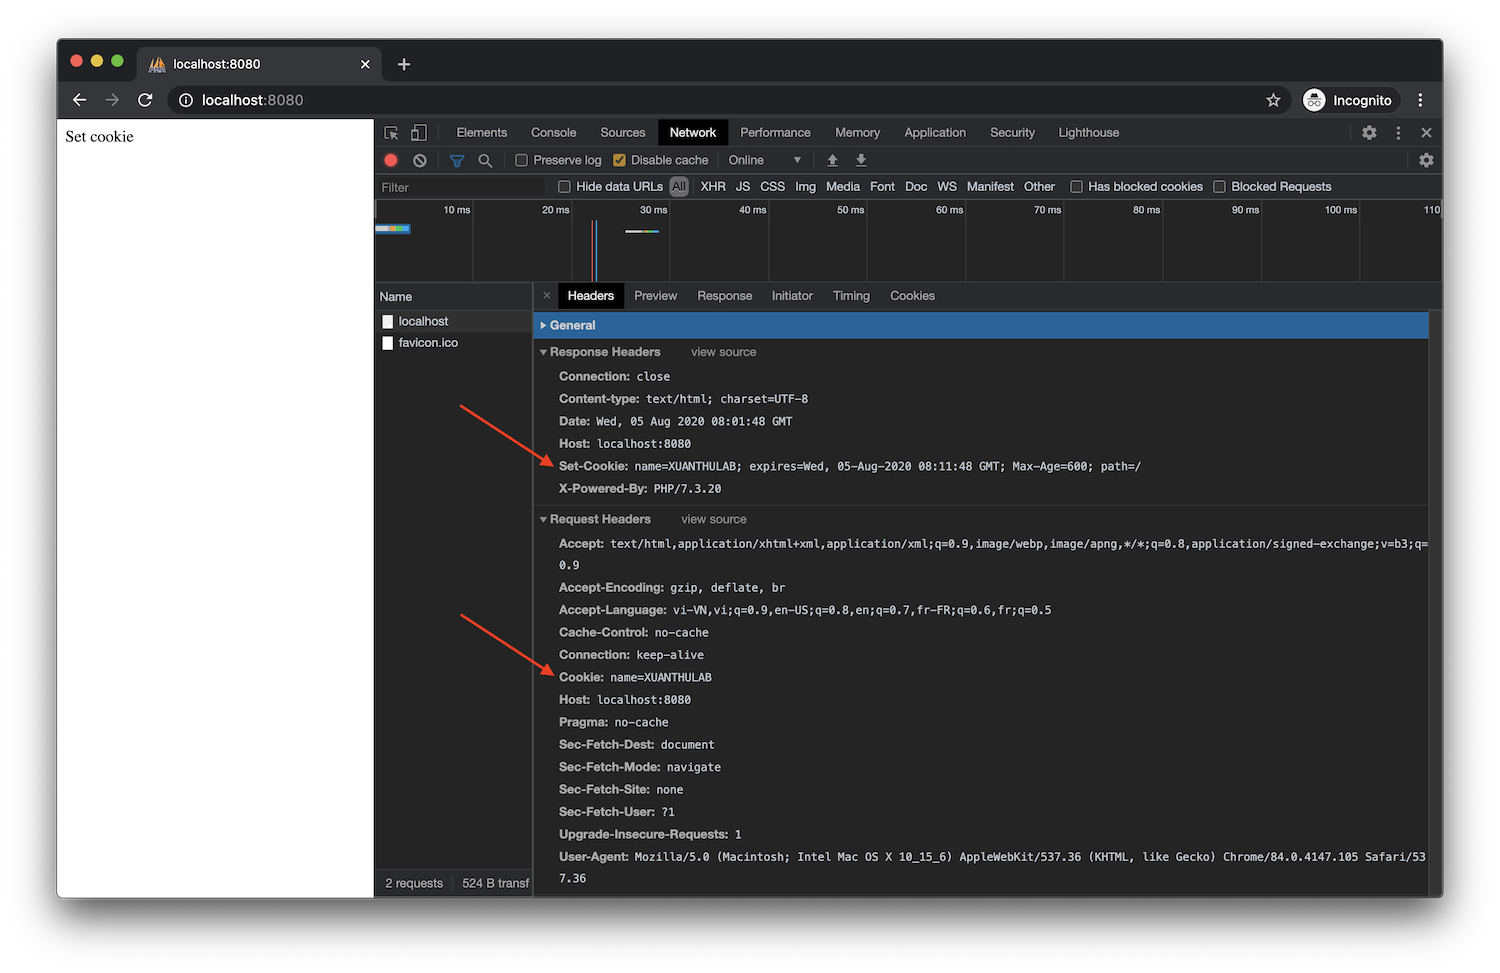 localhost:8080
localhost:8080
Incognito
Set cookie
Elements Console Sources Network Performance Memory Application Security Lighthouse
Preserve log Disable cache Online
Filter Hide data URLs All XHR JS CSS Img Media Font Doc WS Manifest Other Has blocked cookies Blocked Requests
10 ms 20 ms 30 ms 40 ms 50 ms 60 ms 70 ms 80 ms 90 ms 100 ms 110
Name
localhost
favicon.ico
Headers Preview Response Initiator Timing Cookies
General
Response Headers view source
Connection: close
Content-type: text/html; charset=UTF-8
Date: Wed, 05 Aug 2020 08:01:48 GMT
Host: localhost:8080
Set-Cookie: name=XUANTHULAB; expires=Wed, 05-Aug-2020 08:11:48 GMT; Max-Age=600; path=/
X-Powered-By: PHP/7.3.20
Request Headers view source
Accept: text/html,application/xhtml+xml,application/xml;q=0.9,image/webp,image/apng,*/*;q=0.8,application/signed-exchange;v=b3;q=
0.9
Accept-Encoding: gzip, deflate, br
Accept-Language: vi-VN,vi;q=0.9,en-US;q=0.8,en;q=0.7,fr-FR;q=0.6,fr;q=0.5
Cache-Control: no-cache
Connection: keep-alive
Cookie: name=XUANTHULAB
Host: localhost:8080
Pragma: no-cache
Sec-Fetch-Dest: document
Sec-Fetch-Mode: navigate
Sec-Fetch-Site: none
Sec-Fetch-User: ?1
Upgrade-Insecure-Requests: 1
User-Agent: Mozilla/5.0 (Macintosh; Intel Mac OS X 10_15_6) AppleWebKit/537.36 (KHTML, like Gecko) Chrome/84.0.4147.105 Safari/53
7.36
2 requests 524 B transf